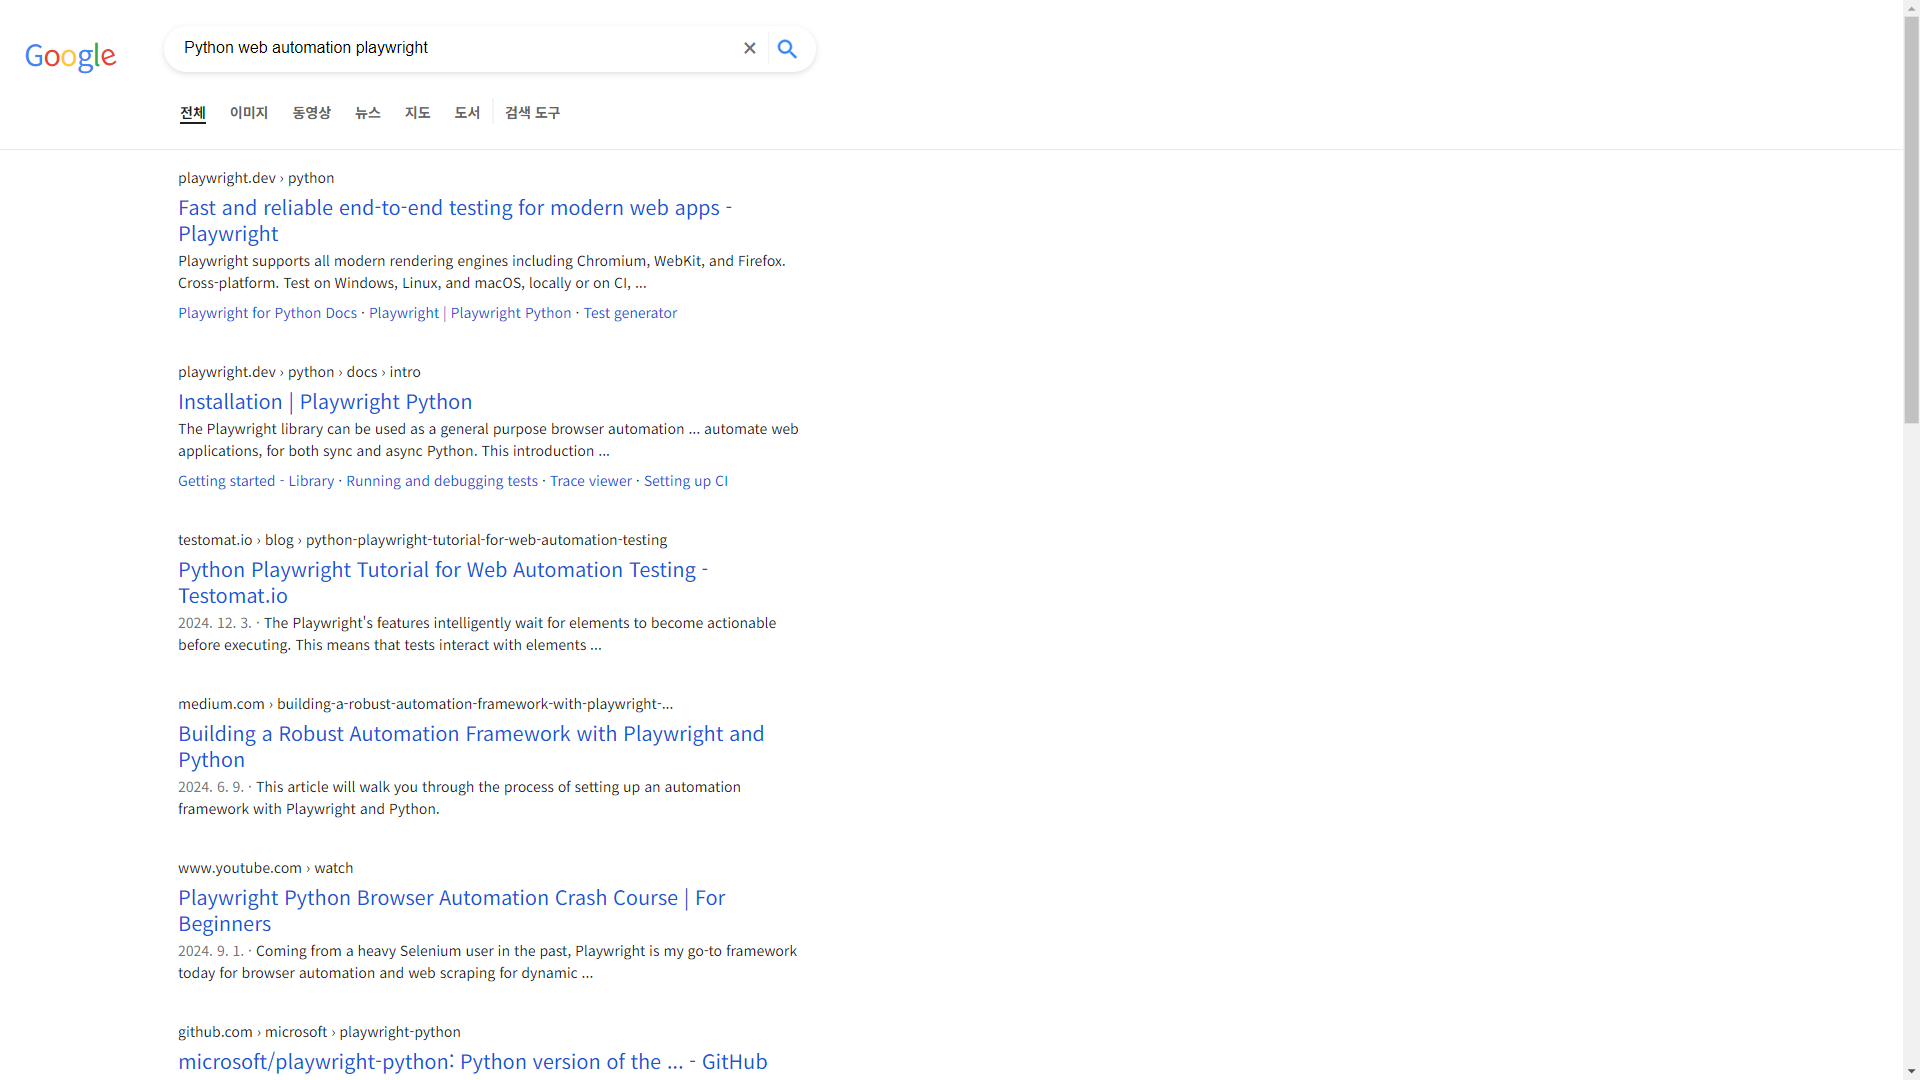 Google
Python web automation playwright
전체 이미지 동영상 뉴스 지도 도서 검색 도구
playwright.dev › python
Fast and reliable end-to-end testing for modern web apps -
Playwright
Playwright supports all modern rendering engines including Chromium, WebKit, and Firefox.
Cross-platform. Test on Windows, Linux, and macOS, locally or on CI, ...
Playwright for Python Docs · Playwright | Playwright Python · Test generator
playwright.dev › python › docs › intro
Installation | Playwright Python
The Playwright library can be used as a general purpose browser automation ... automate web
applications, for both sync and async Python. This introduction ...
Getting started - Library · Running and debugging tests · Trace viewer · Setting up CI
testomat.io › blog › python-playwright-tutorial-for-web-automation-testing
Python Playwright Tutorial for Web Automation Testing -
Testomat.io
2024. 12. 3. · The Playwright's features intelligently wait for elements to become actionable
before executing. This means that tests interact with elements ...
medium.com › building-a-robust-automation-framework-with-playwright-...
Building a Robust Automation Framework with Playwright and
Python
2024. 6. 9. · This article will walk you through the process of setting up an automation
framework with Playwright and Python.
www.youtube.com › watch
Playwright Python Browser Automation Crash Course | For
Beginners
2024. 9. 1. · Coming from a heavy Selenium user in the past, Playwright is my go-to framework
today for browser automation and web scraping for dynamic ...
github.com › microsoft › playwright-python
microsoft/playwright-python: Python version of the ... - GitHub